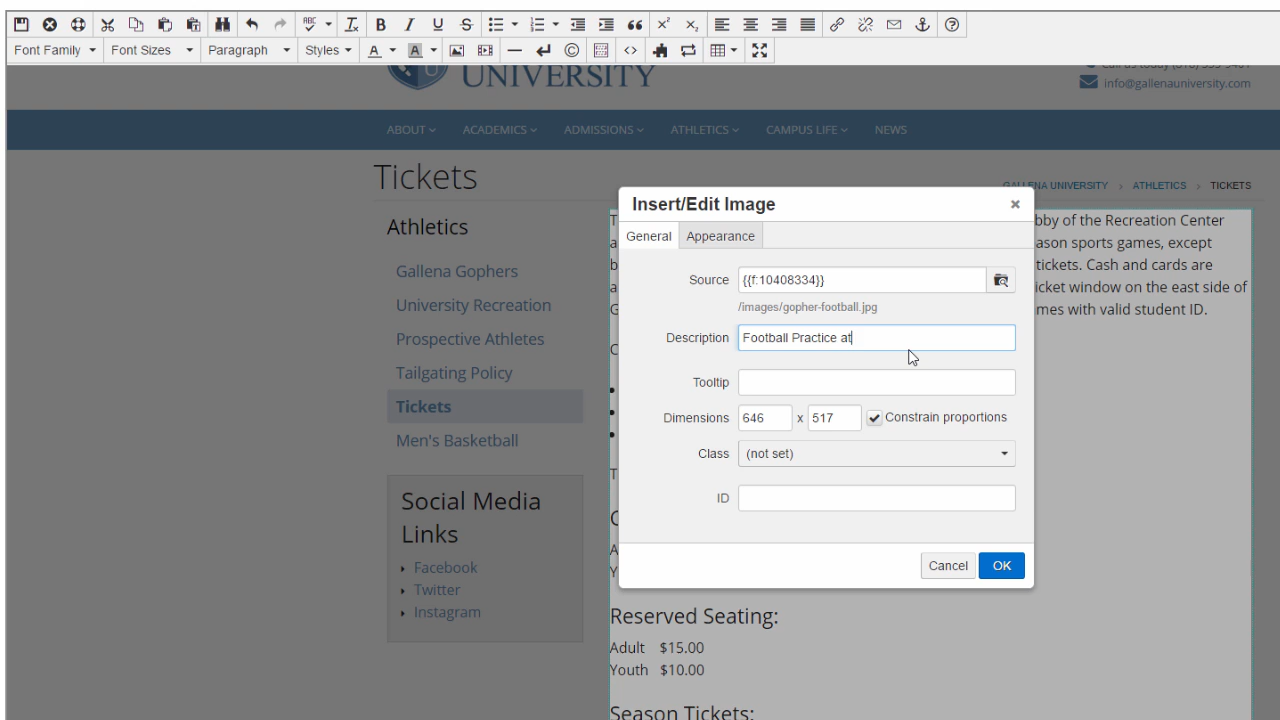 ABC
Font Family Font Sizes Paragraph Styles A A
UNIVERSITY
info@gallenauniversity.com
ABOUT ACADEMICS ADMISSIONS ATHLETICS CAMPUS LIFE NEWS
Tickets
GALLENA UNIVERSITY > ATHLETICS > TICKETS
Athletics
Gallena Gophers
University Recreation
Prospective Athletes
Tailgating Policy
Tickets
Men's Basketball
Social Media
Links
Facebook
Twitter
Instagram
Insert/Edit Image
General Appearance
Source {{f:10408334}}
/images/gopher-football.jpg
Description Football Practice at
Tooltip
Dimensions 646 x 517 Constrain proportions
Class (not set)
ID
Cancel OK
of the Recreation Center
sports games, except
tickets. Cash and cards are
window on the east side of
with valid student ID.
Reserved Seating:
Adult $15.00
Youth $10.00
Season Tickets: